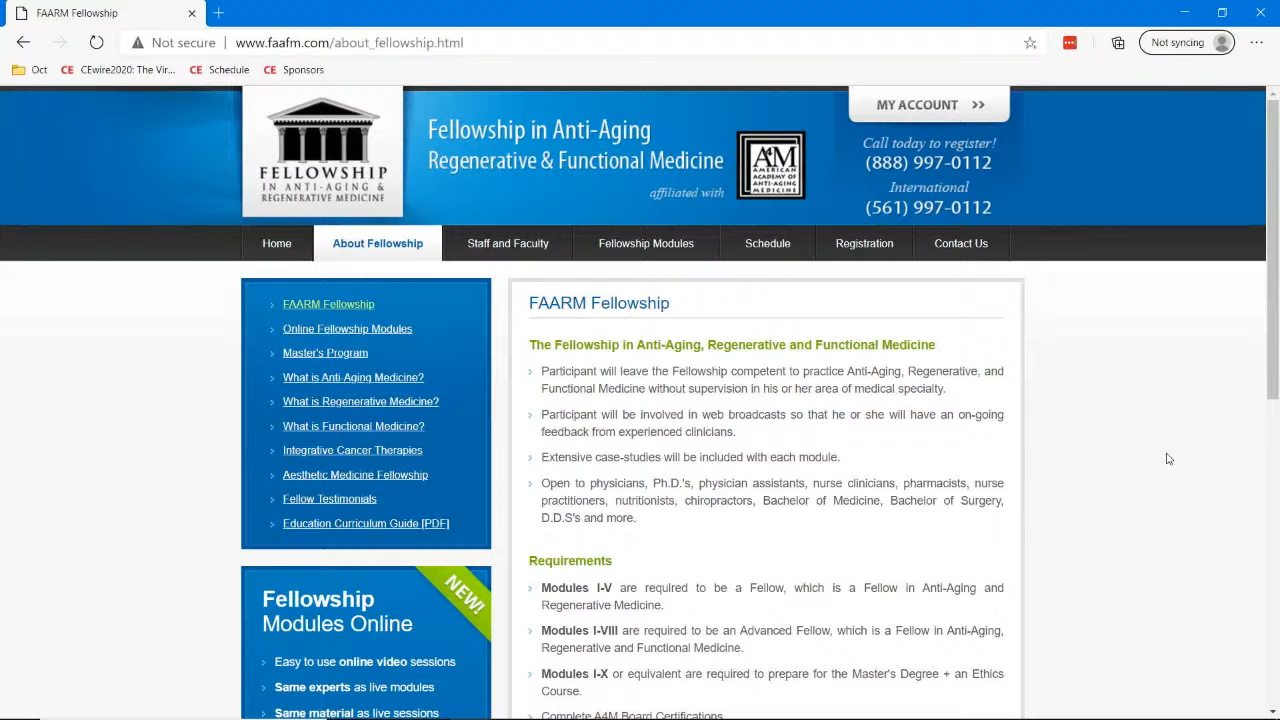 FAARM Fellowship
Not secure
www.faafm.com/about_fellowship.html
Not syncing
Oct
CE CEwire2020: The Vir...
CE Schedule
CE Sponsors
FELLOWSHIP
IN ANTI-AGING &
REGENERATIVE MEDICINE
Fellowship in Anti-Aging
Regenerative & Functional Medicine
affiliated with
A4M
AMERICAN
ACADEMY OF
ANTI-AGING
MEDICINE
MY ACCOUNT >>
Call today to register!
(888) 997-0112
International
(561) 997-0112
Home
About Fellowship
Staff and Faculty
Fellowship Modules
Schedule
Registration
Contact Us
FAARM Fellowship
Online Fellowship Modules
Master's Program
What is Anti-Aging Medicine?
What is Regenerative Medicine?
What is Functional Medicine?
Integrative Cancer Therapies
Aesthetic Medicine Fellowship
Fellow Testimonials
Education Curriculum Guide [PDF]
NEW!
Fellowship
Modules Online
Easy to use online video sessions
Same experts as live modules
Same material as live sessions
FAARM Fellowship
The Fellowship in Anti-Aging, Regenerative and Functional Medicine
Participant will leave the Fellowship competent to practice Anti-Aging, Regenerative, and
Functional Medicine without supervision in his or her area of medical specialty.
Participant will be involved in web broadcasts so that he or she will have an on-going
feedback from experienced clinicians.
Extensive case-studies will be included with each module.
Open to physicians, Ph.D.'s, physician assistants, nurse clinicians, pharmacists, nurse
practitioners, nutritionists, chiropractors, Bachelor of Medicine, Bachelor of Surgery,
D.D.S's and more.
Requirements
Modules I-V are required to be a Fellow, which is a Fellow in Anti-Aging and
Regenerative Medicine.
Modules I-VIII are required to be an Advanced Fellow, which is a Fellow in Anti-Aging,
Regenerative and Functional Medicine.
Modules I-X or equivalent are required to prepare for the Master's Degree + an Ethics
Course.
Complete A4M Board Certifications